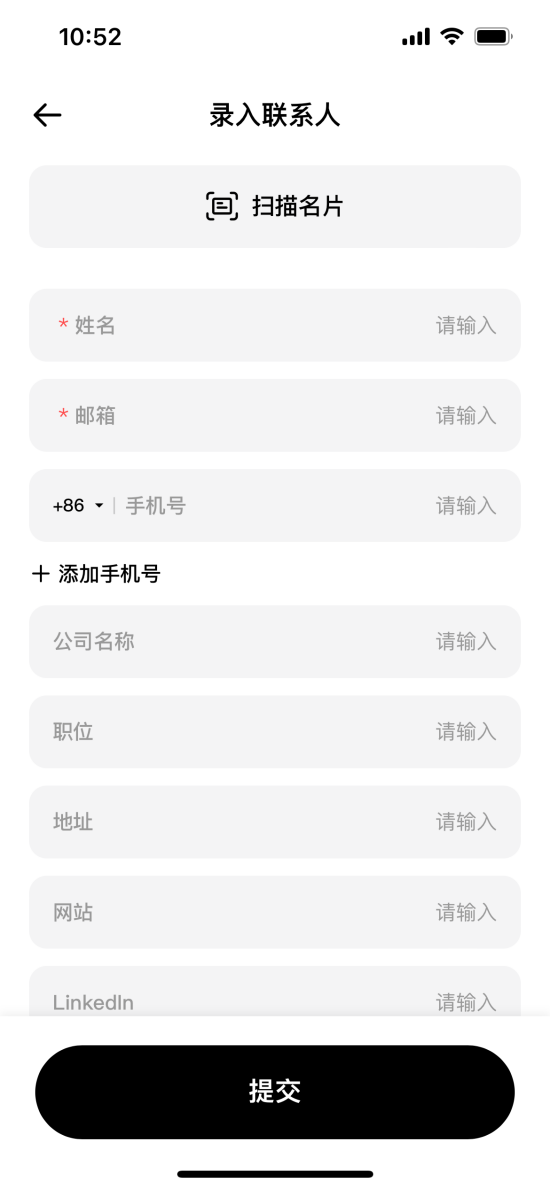 10:52
录入联系人
扫描名片
* 姓名 请输入
* 邮箱 请输入
+86 手机号 请输入
+ 添加手机号
公司名称 请输入
职位 请输入
地址 请输入
网站 请输入
LinkedIn 请输入
提交